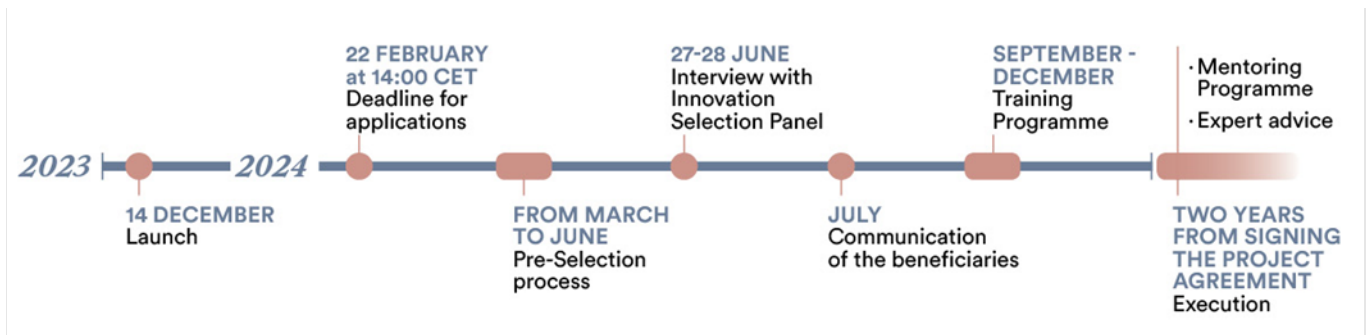 2023
14 DECEMBER
Launch
2024
22 FEBRUARY
at 14:00 CET
Deadline for
applications
FROM MARCH
TO JUNE
Pre-Selection
process
27-28 JUNE
Interview with
Innovation
Selection Panel
JULY
Communication
of the beneficiaries
SEPTEMBER -
DECEMBER
Training
Programme
· Mentoring
Programme
· Expert advice
TWO YEARS
FROM SIGNING
THE PROJECT
AGREEMENT
Execution